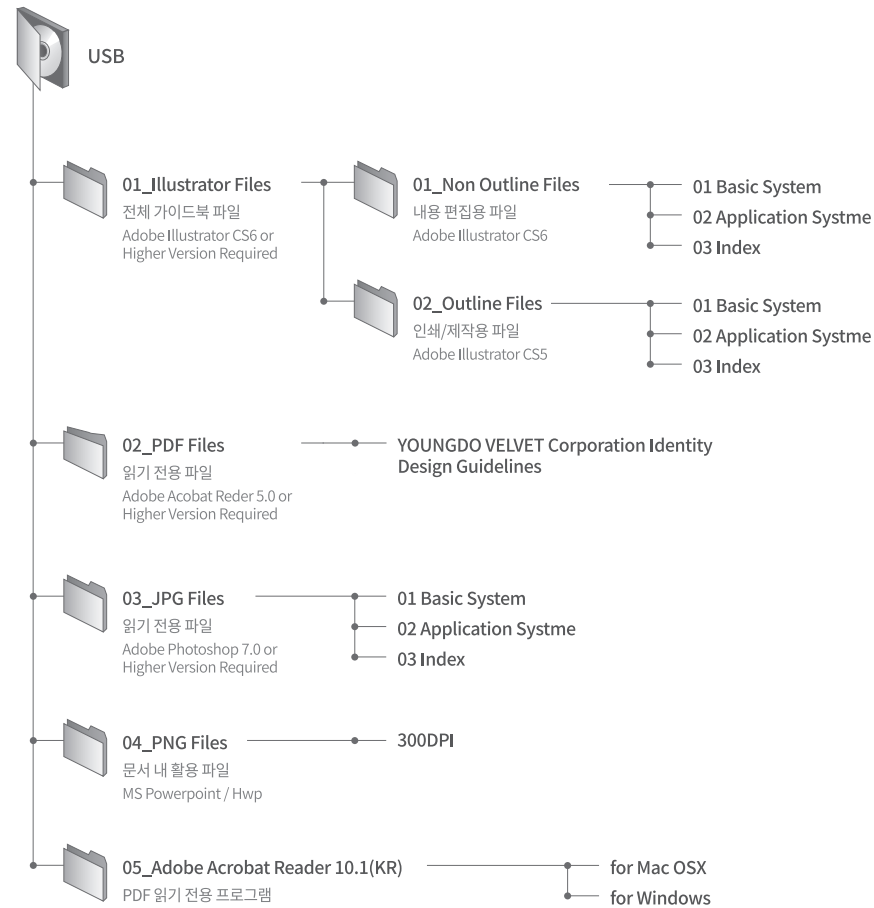 USB
01_Illustrator Files
전체 가이드북 파일
Adobe Illustrator CS6 or
Higher Version Required
01_Non Outline Files
내용 편집용 파일
Adobe Illustrator CS6
01 Basic System
02 Application Systme
03 Index
02_Outline Files
인쇄/제작용 파일
Adobe Illustrator CS5
01 Basic System
02 Application Systme
03 Index
02_PDF Files
읽기 전용 파일
Adobe Acobat Reder 5.0 or
Higher Version Required
YOUNGDO VELVET Corporation Identity
Design Guidelines
03_JPG Files
읽기 전용 파일
Adobe Photoshop 7.0 or
Higher Version Required
01 Basic System
02 Application Systme
03 Index
04_PNG Files
문서 내 활용 파일
MS Powerpoint / Hwp
300DPI
05_Adobe Acrobat Reader 10.1(KR)
PDF 읽기 전용 프로그램
for Mac OSX
for Windows